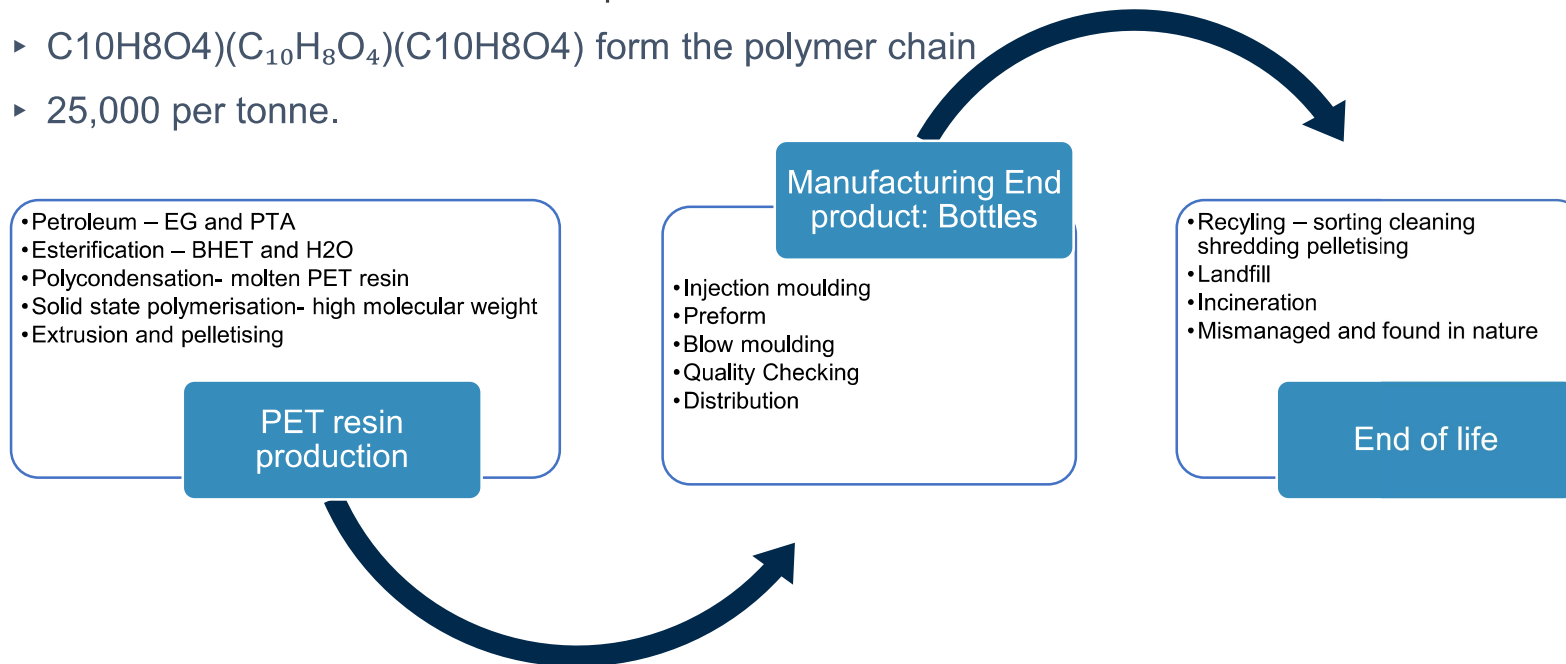 ▸ C10H8O4)(C₁₀H₈O₄)(C10H8O4) form the polymer chain
▸ 25,000 per tonne.
•Petroleum – EG and PTA
•Esterification – BHET and H2O
•Polycondensation- molten PET resin
•Solid state polymerisation- high molecular weight
•Extrusion and pelletising
PET resin
production
Manufacturing End
product: Bottles
•Injection moulding
•Preform
•Blow moulding
•Quality Checking
•Distribution
•Recyling – sorting cleaning
shredding pelletising
•Landfill
•Incineration
•Mismanaged and found in nature
End of life